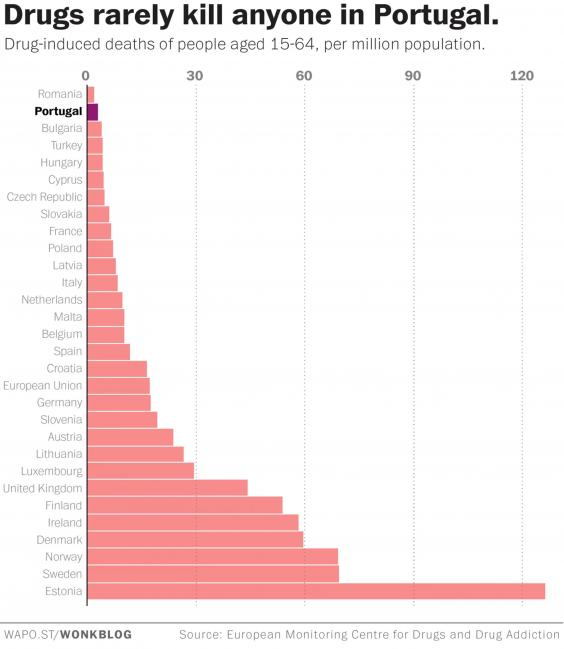 Drugs rarely kill anyone in Portugal.
Drug-induced deaths of people aged 15-64, per million population.
0 30 60 90 120
Romania
Portugal
Bulgaria
Turkey
Hungary
Cyprus
Czech Republic
Slovakia
France
Poland
Latvia
Italy
Netherlands
Malta
Belgium
Spain
Croatia
European Union
Germany
Slovenia
Austria
Lithuania
Luxembourg
United Kingdom
Finland
Ireland
Denmark
Norway
Sweden
Estonia
WAPO.ST/WONKBLOG Source: European Monitoring Centre for Drugs and Drug Addiction